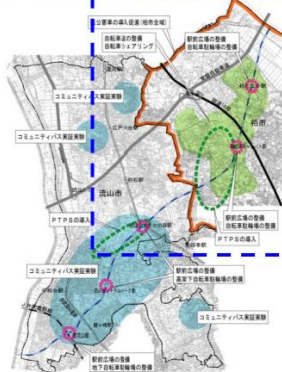 低公害車の導入促進(柏市全域)
自転車道の整備
自転車シェアリング
駅前広場の整備
自転車駐輪場の整備
コミュニティバス実証実験
コミュニティバス実証実験
柏市
流山市
PTPSの導入
駅前広場の整備
自転車駐輪場の整備
PTPSの導入
コミュニティバス実証実験
駅前広場の整備
高架下自転車駐輪場の整備
コミュニティバス実証実験
駅前広場の整備
地下自転車駐輪場の整備